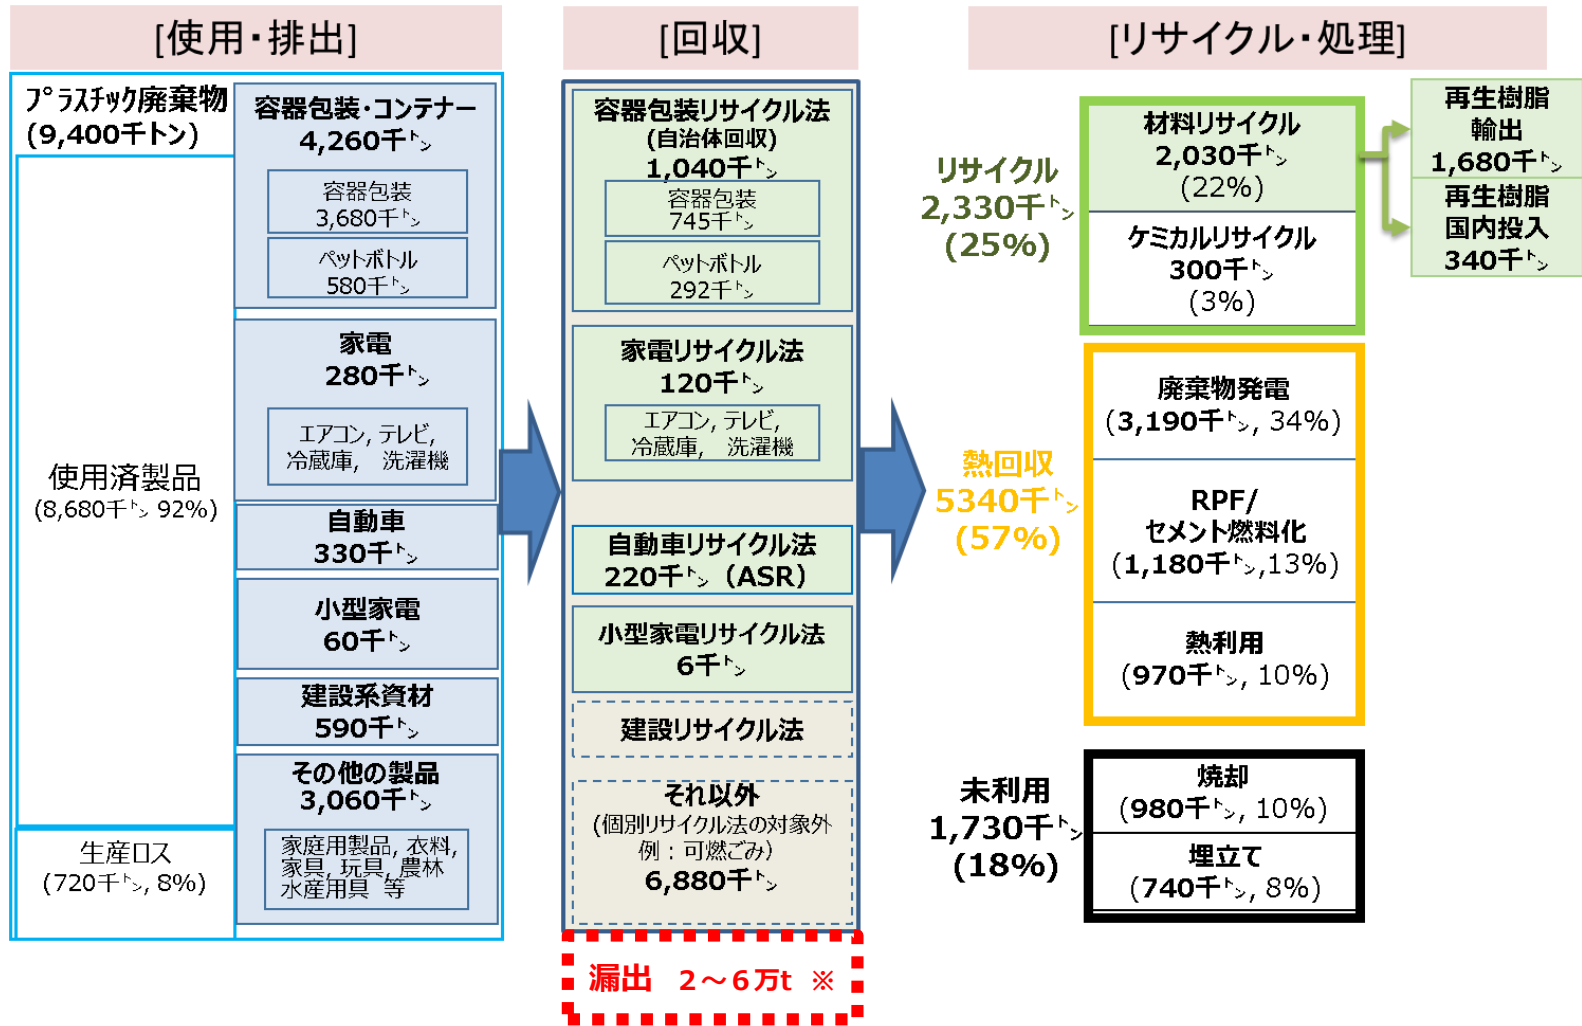 [使用・排出]
プラスチック廃棄物
(9,400千トン)
使用済製品
(8,680千トン 92%)
生産ロス
(720千トン, 8%)
容器包装・コンテナー
4,260千トン
容器包装
3,680千トン
ペットボトル
580千トン
家電
280千トン
エアコン, テレビ,
冷蔵庫, 洗濯機
自動車
330千トン
小型家電
60千トン
建設系資材
590千トン
その他の製品
3,060千トン
家庭用製品, 衣料,
家具, 玩具, 農林
水産用具 等
[回収]
容器包装リサイクル法
(自治体回収)
1,040千トン
容器包装
745千トン
ペットボトル
292千トン
家電リサイクル法
120千トン
エアコン, テレビ,
冷蔵庫, 洗濯機
自動車リサイクル法
220千トン (ASR)
小型家電リサイクル法
6千トン
建設リサイクル法
それ以外
(個別リサイクル法の対象外
例：可燃ごみ)
6,880千トン
漏出 2～6万t ※
[リサイクル・処理]
リサイクル
2,330千トン
(25%)
材料リサイクル
2,030千トン
(22%)
ケミカルリサイクル
300千トン
(3%)
再生樹脂
輸出
1,680千トン
再生樹脂
国内投入
340千トン
熱回収
5340千トン
(57%)
廃棄物発電
(3,190千トン, 34%)
RPF/
セメント燃料化
(1,180千トン,13%)
熱利用
(970千トン, 10%)
未利用
1,730千トン
(18%)
焼却
(980千トン, 10%)
埋立て
(740千トン, 8%)